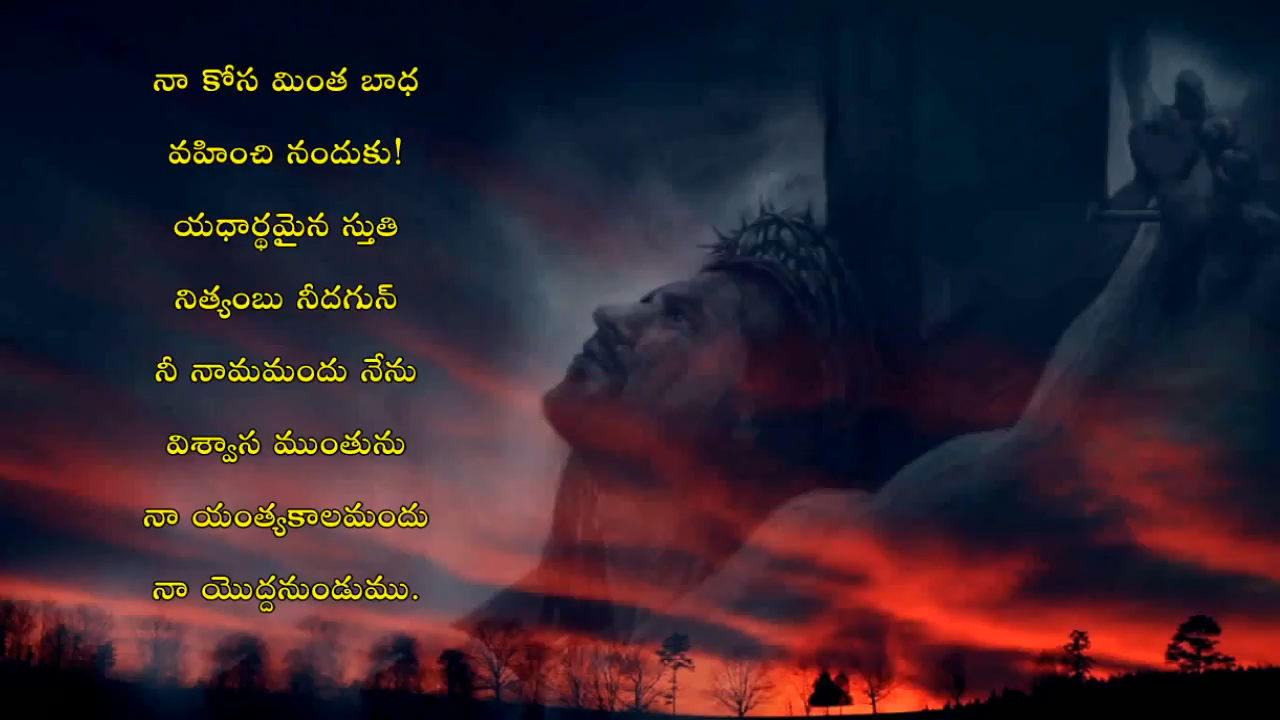 నా కోస మింత బాధ
వహించి నందుకు!
యధార్థమైన స్తుతి
నిత్యంబు నీదగున్
నీ నామమందు నేను
విశ్వాస ముంతును
నా యంత్యకాలమందు
నా యొద్దనుండుము.